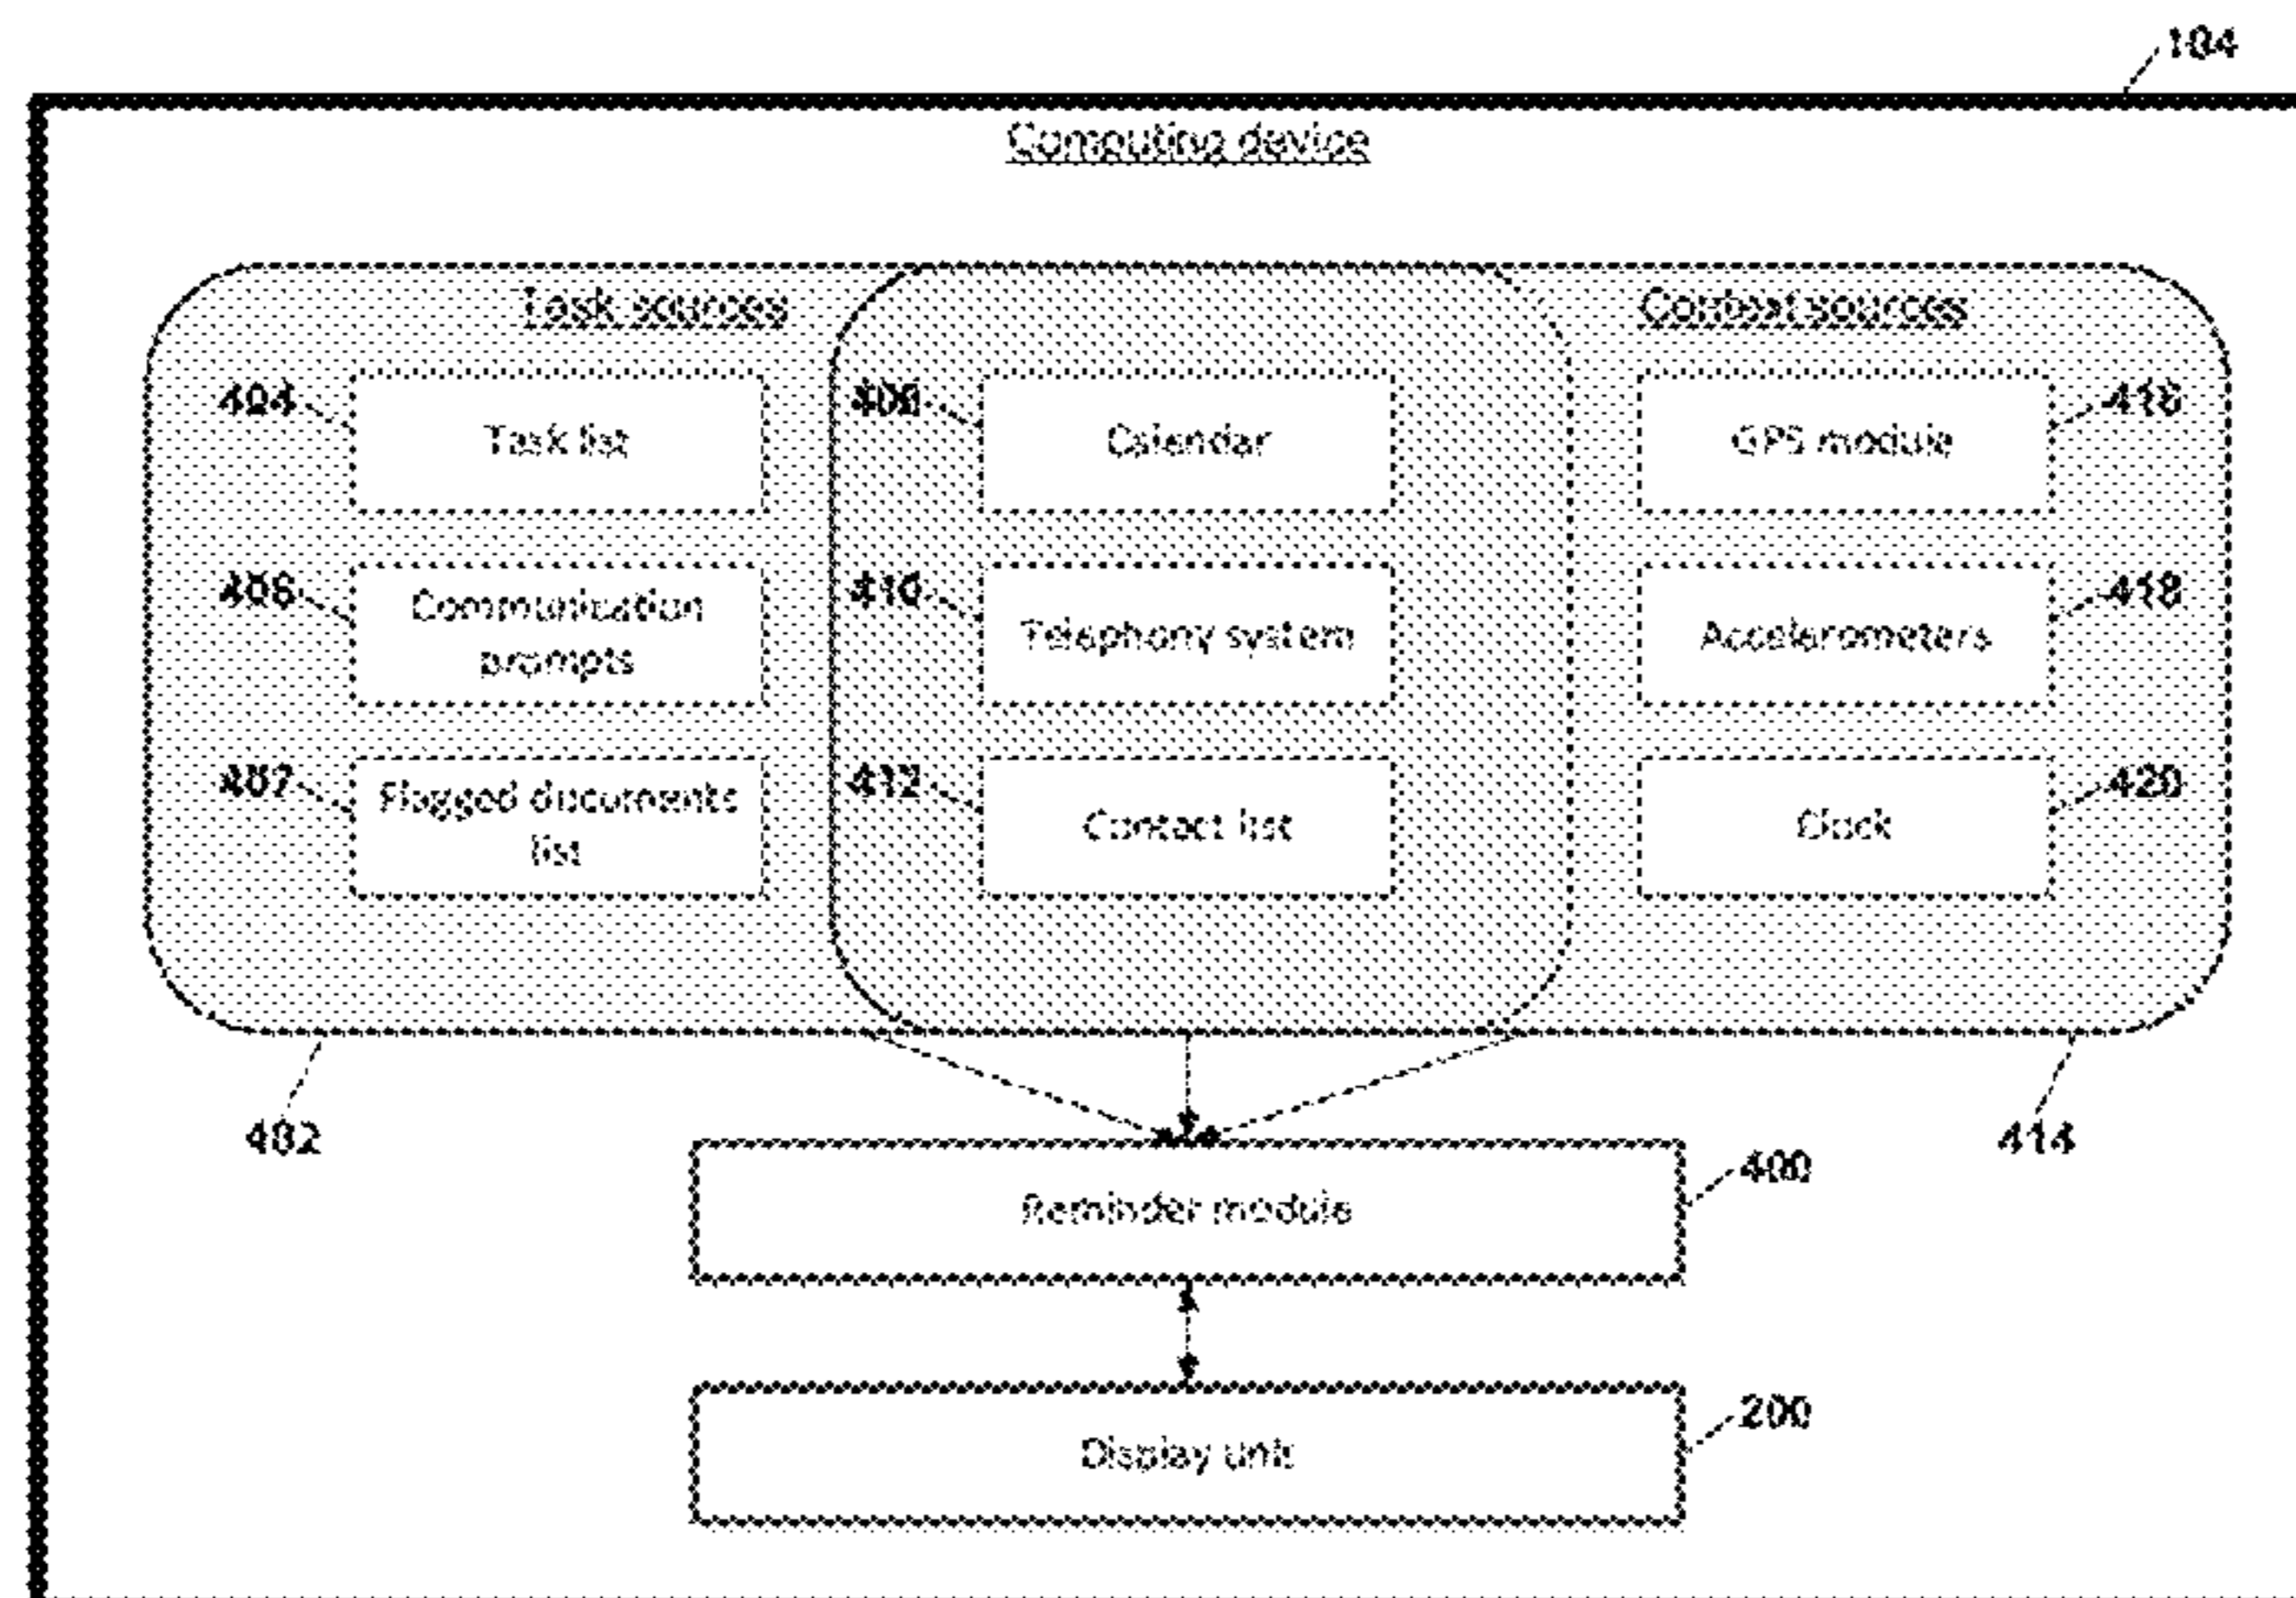 104
Computing device
Task sources
Context sources
404
Task list
408
Calendar
GPS module
416
406
Communication
prompts
410
Telephony system
Accelerometers
418
407
Flagged documents
list
412
Contact list
Clock
420
402
414
Reminder module
400
Display unit
200